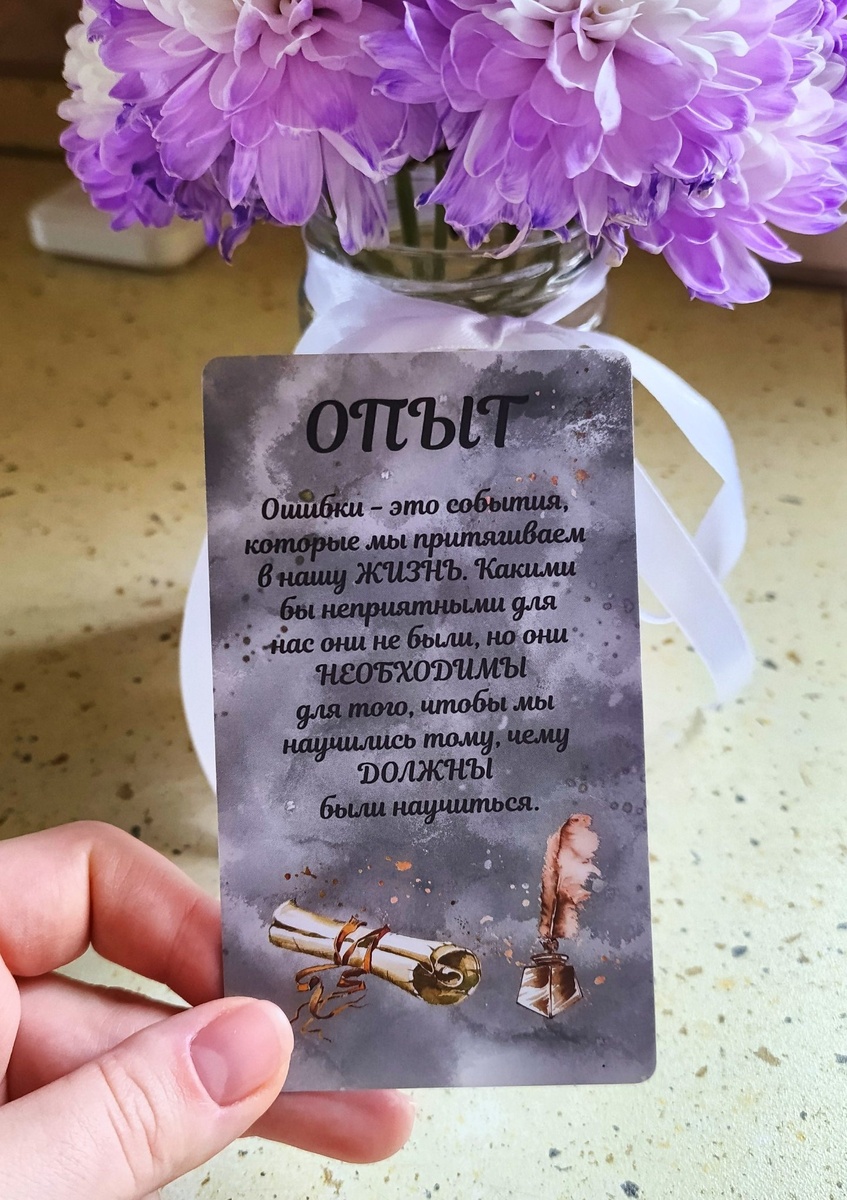 ОПЫТ
Ошибки – это события,
которые мы притягиваем
в нашу ЖИЗНЬ. Какими
бы неприятными для
нас они не были, но они
НЕОБХОДИМЫ
для того, чтобы мы
научились тому, чему
ДОЛЖНЫ
были научиться.